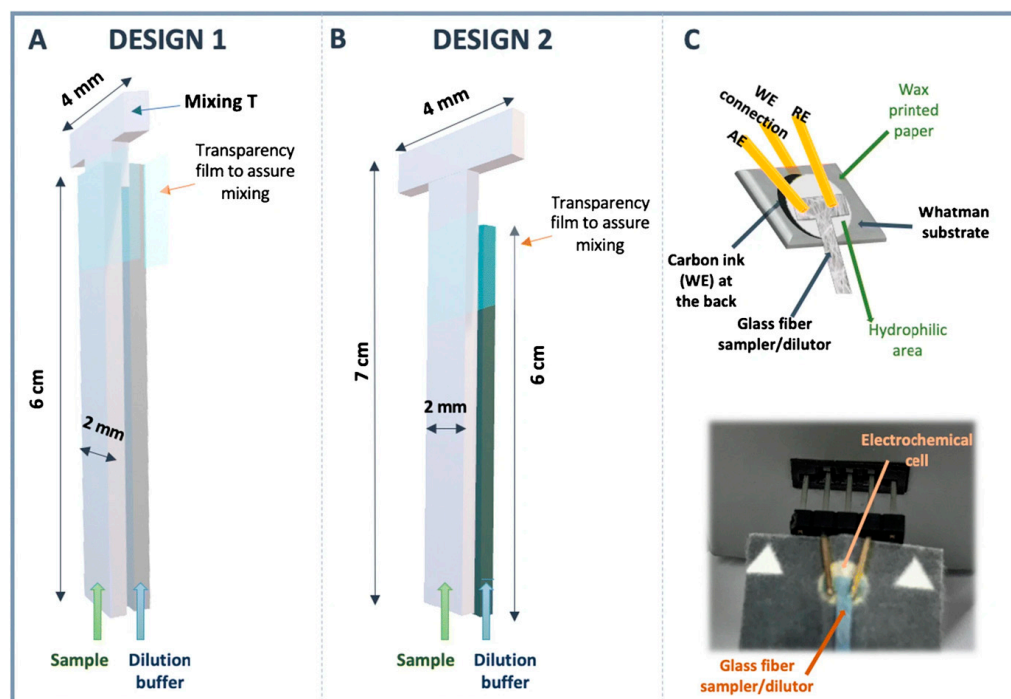 A
DESIGN 1
4 mm
Mixing T
Transparency
film to assure
mixing
6 cm
2 mm
Sample
Dilution
buffer
B
DESIGN 2
4 mm
Transparency
film to assure
mixing
7 cm
6 cm
2 mm
Sample
Dilution
buffer
C
AE
WE
connection
RE
Wax
printed
paper
Whatman
substrate
Carbon ink
(WE) at
the back
Glass fiber
sampler/dilutor
Hydrophilic
area
Electrochemical
cell
Glass fiber
sampler/dilutor